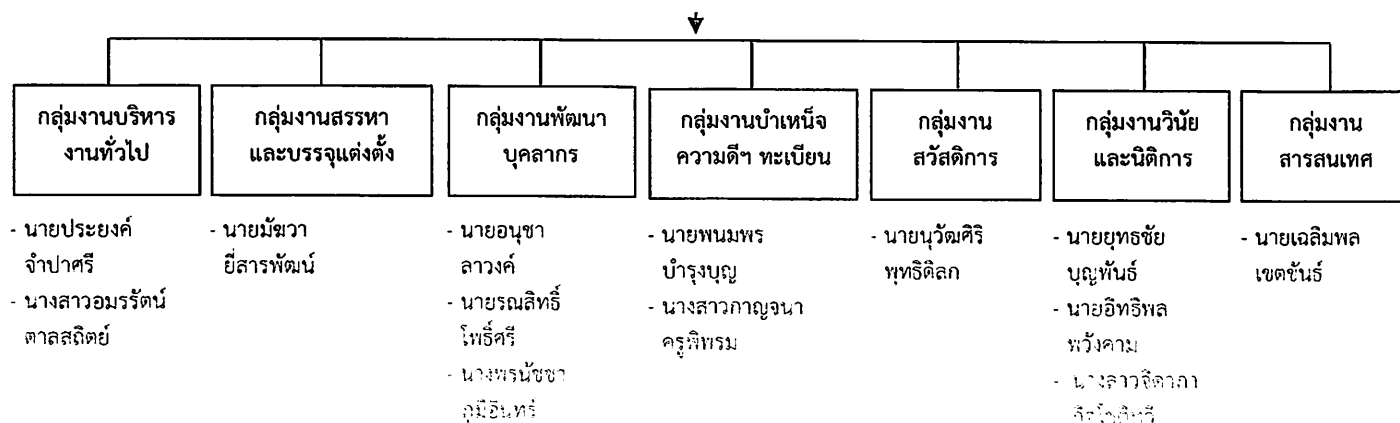 กลุ่มงานบริหาร
งานทั่วไป
- นายประยงค์
จำปาศรี
- นางสาวอมรรัตน์
ตาลสถิตย์
กลุ่มงานสรรหา
และบรรจุแต่งตั้ง
- นายมัฆวา
ยี่สารพัฒน์
กลุ่มงานพัฒนา
บุคลากร
- นายอนุชา
ลาวงค์
- นายรณสิทธิ์
โพธิ์ศรี
- นางพรนัชชา
ภูมีอินทร์
กลุ่มงานบำเหน็จ
ความดีฯ ทะเบียน
- นายพนมพร
บำรุงบุญ
- นางสาวกาญจนา
ครูพิพรม
กลุ่มงาน
สวัสดิการ
- นายนุวัฒศิริ
พุทธิดิลก
กลุ่มงานวินัย
และนิติการ
- นายยุทธชัย
บุญพันธ์
- นายอิทธิพล
พวังคาม
กลุ่มงาน
สารสนเทศ
- นายเฉลิมพล
เขตขันธ์